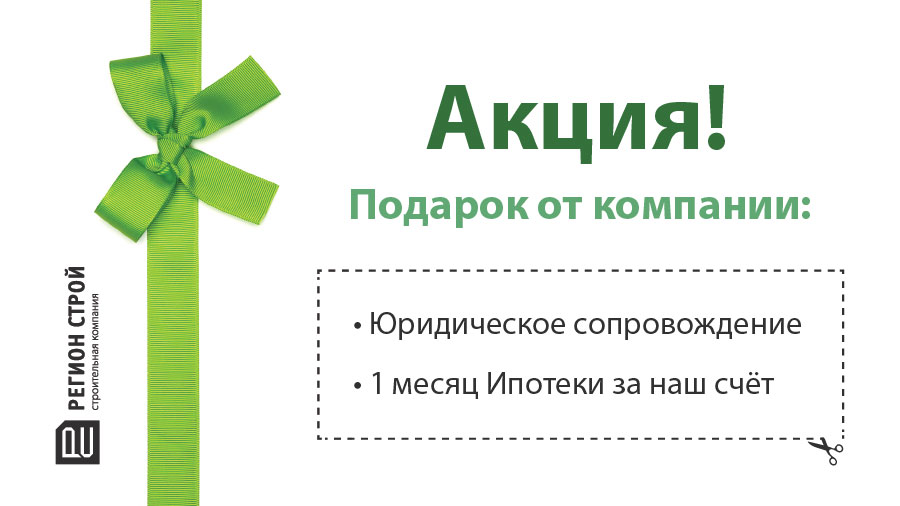 Акция!
Подарок от компании:
• Юридическое сопровождение
• 1 месяц Ипотеки за наш счёт
РЕГИОН СТРОЙ
строительная компания